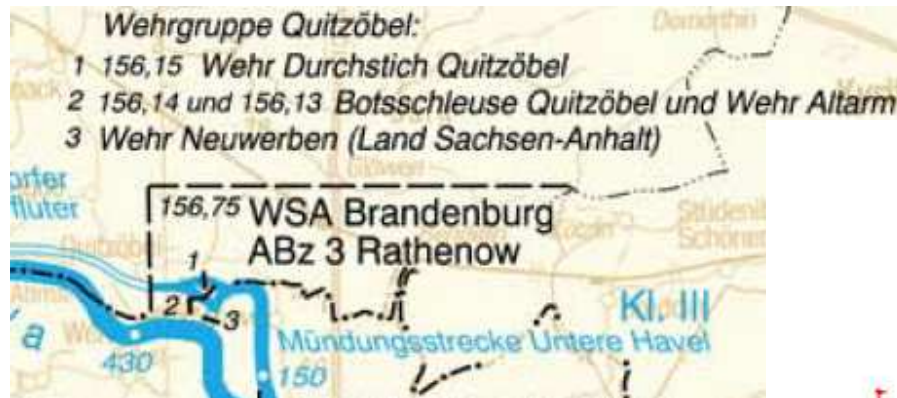 Wehrgruppe Quitzöbel:
1 156,15 Wehr Durchstich Quitzöbel
2 156,14 und 156,13 Botsschleuse Quitzöbel und Wehr Altarm
3 Wehr Neuwerben (Land Sachsen-Anhalt)
156,75 WSA Brandenburg
ABz 3 Rathenow
1
2
3
Kl. III
Mündungsstrecke Untere Havel
430
150